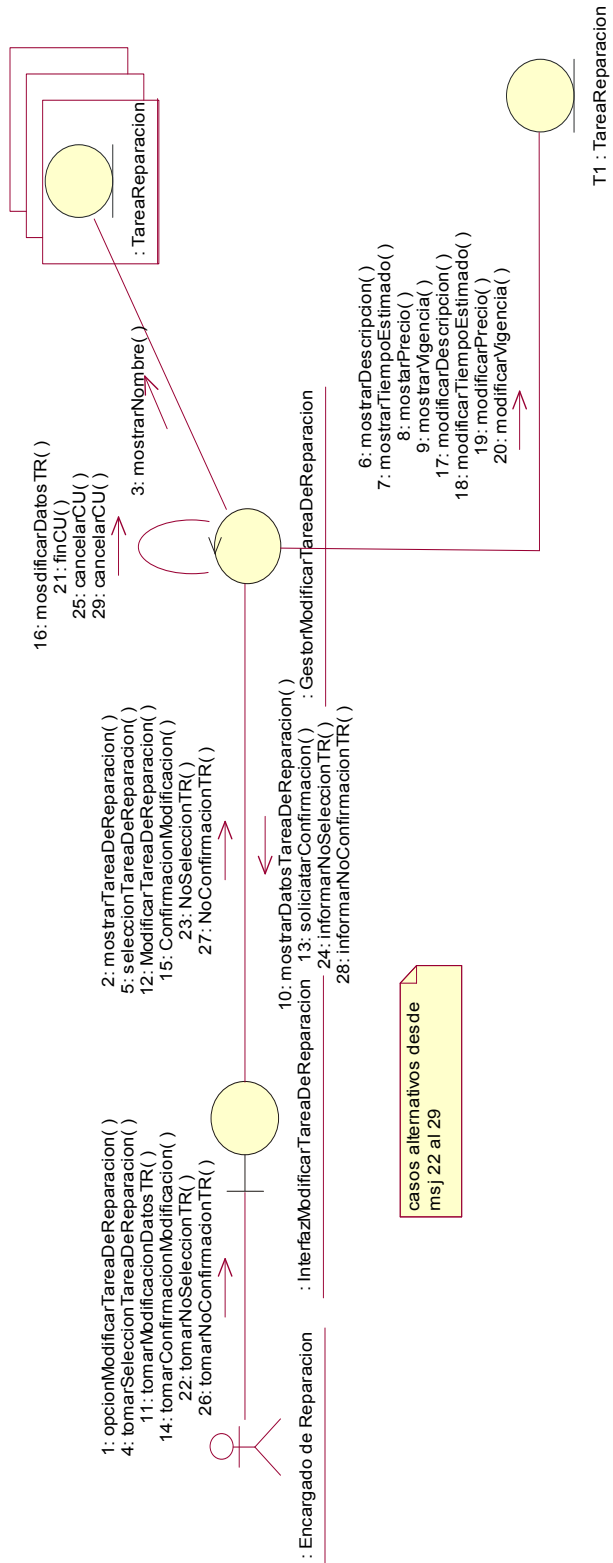 1: opcionModificarTareaDeReparacion( )
4: tomarSeleccionTareaDeReparacion( )
11: tomarModificacionDatosTR( )
14: tomarConfirmacionModificacion( )
22: tomarNoSeleccionTR( )
26: tomarNoConfirmacionTR( )
: Encargado de Reparacion
2: mostrarTareaDeReparacion( )
5: seleccionTareaDeReparacion( )
12: ModificarTareaDeReparacion( )
15: ConfirmacionModificacion( )
23: NoSeleccionTR( )
27: NoConfirmacionTR( )
10: mostrarDatosTareaDeReparacion( )
13: soliciatarConfirmacion( )
24: informarNoSeleccionTR( )
28: informarNoConfirmacionTR( )
: InterfazModificarTareaDeReparacion
casos alternativos desde
msj 22 al 29
16: mosdificarDatosTR( )
21: finCU( )
25: cancelarCU( )
29: cancelarCU( )
: GestorModificarTareaDeReparacion
3: mostrarNombre( )
: TareaReparacion
6: mostrarDescripcion( )
7: mostrarTiempoEstimado( )
8: mostarPrecio( )
9: mostrarVigencia( )
17: modificarDescripcion( )
18: modificarTiempoEstimado( )
19: modificarPrecio( )
20: modificarVigencia( )
T1 : TareaReparacion